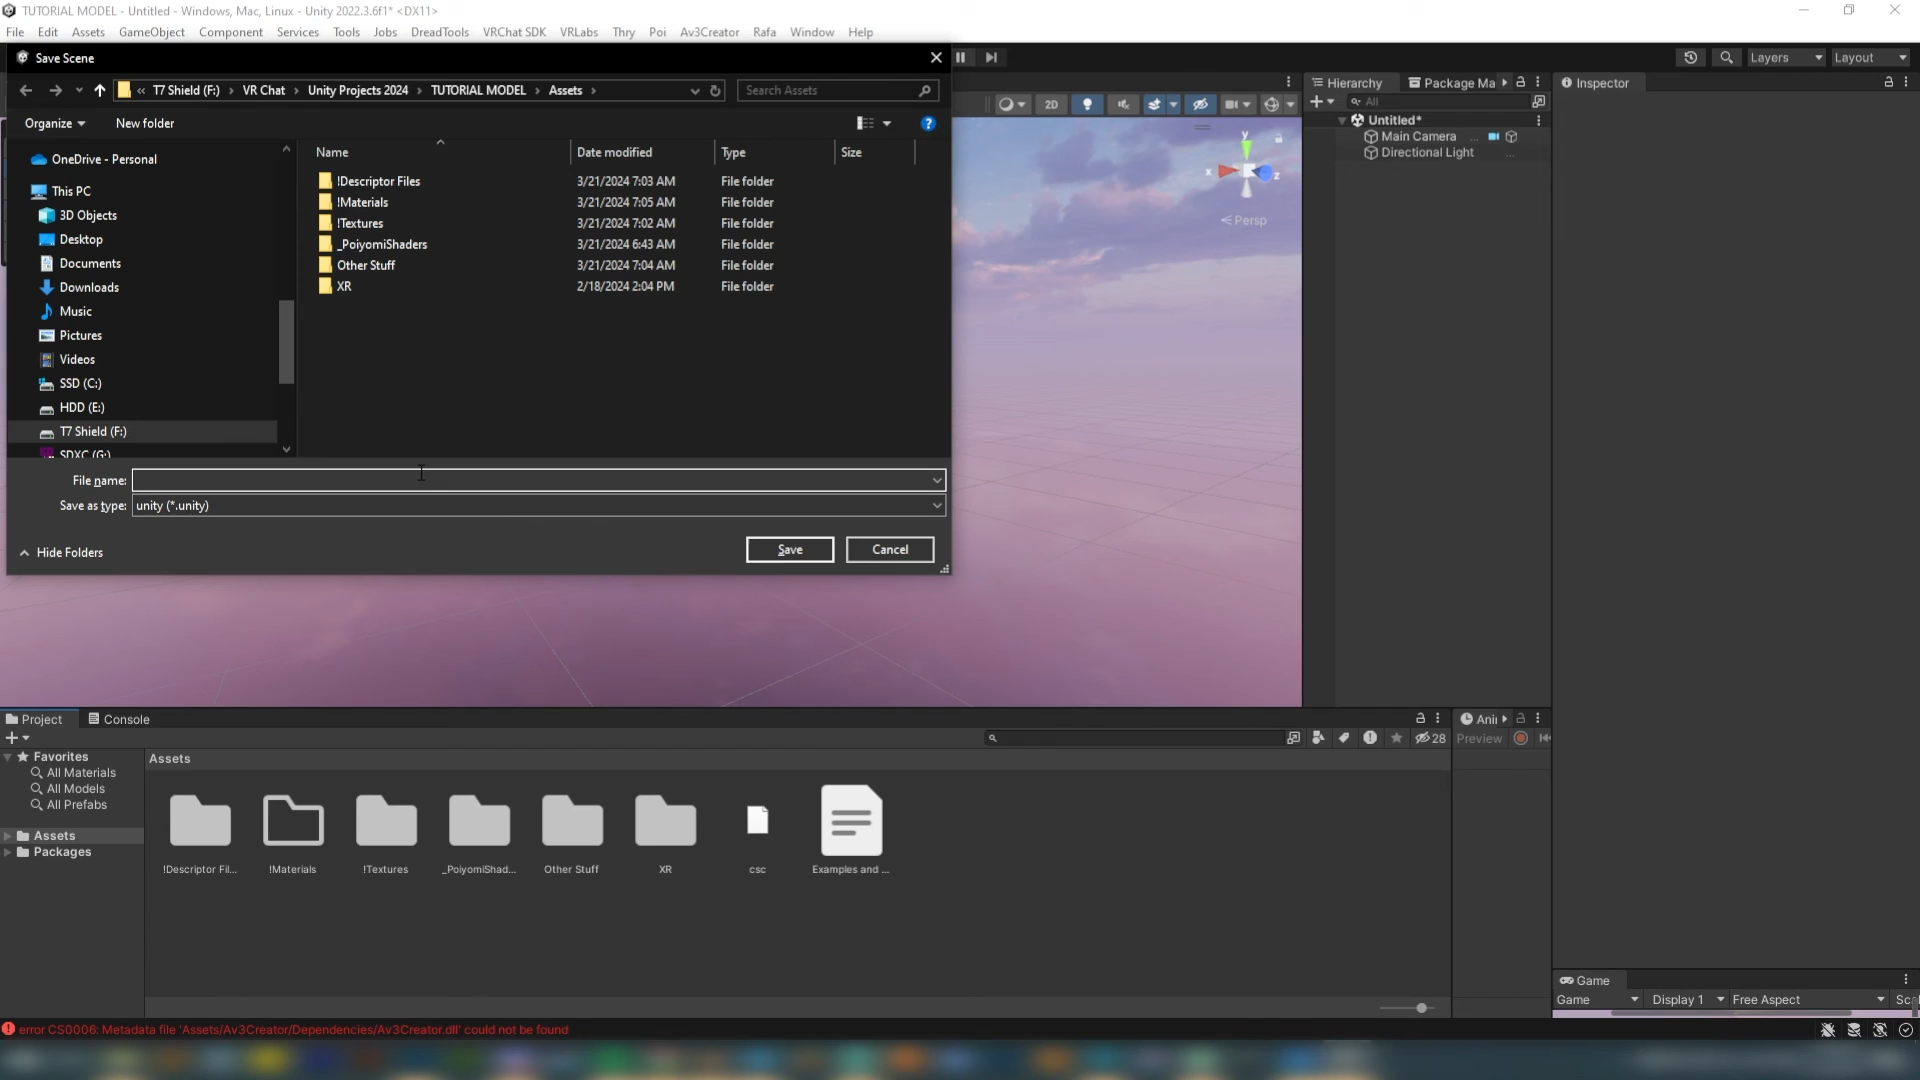 TUTORIAL MODEL - Untitled - Windows, Mac, Linux - Unity 2022.3.6f1* <DX11>
File Edit Assets GameObject Component Services Tools Jobs DreadTools VRChat SDK VRLabs Thry Poi Av3Creator Rafa Window Help
Save Scene
Layers Layout
« T7 Shield (F:) › VR Chat › Unity Projects 2024 › TUTORIAL MODEL › Assets ›
Search Assets
Hierarchy Package Ma Inspector
Organize New folder
2D
All
Untitled*
Main Camera ...
Directional Light ...
Name Date modified Type Size
OneDrive - Personal
This PC
3D Objects
Desktop
Documents
Downloads
Music
Pictures
Videos
SSD (C:)
HDD (E:)
T7 Shield (F:)
SDXC (G:)
!Descriptor Files 3/21/2024 7:03 AM File folder
!Materials 3/21/2024 7:05 AM File folder
!Textures 3/21/2024 7:02 AM File folder
_PoiyomiShaders 3/21/2024 6:43 AM File folder
Other Stuff 3/21/2024 7:04 AM File folder
XR 2/18/2024 2:04 PM File folder
y
x z
< Persp
File name:
Save as type: unity (*.unity)
Hide Folders
Save Cancel
Project Console
Ani
28 Preview
Favorites
All Materials
All Models
All Prefabs
Assets
Packages
Assets
!Descriptor Fil... !Materials !Textures _PoiyomiShad... Other Stuff XR csc Examples and ...
Game
Game Display 1 Free Aspect Scal
error CS0006: Metadata file 'Assets/Av3Creator/Dependencies/Av3Creator.dll' could not be found